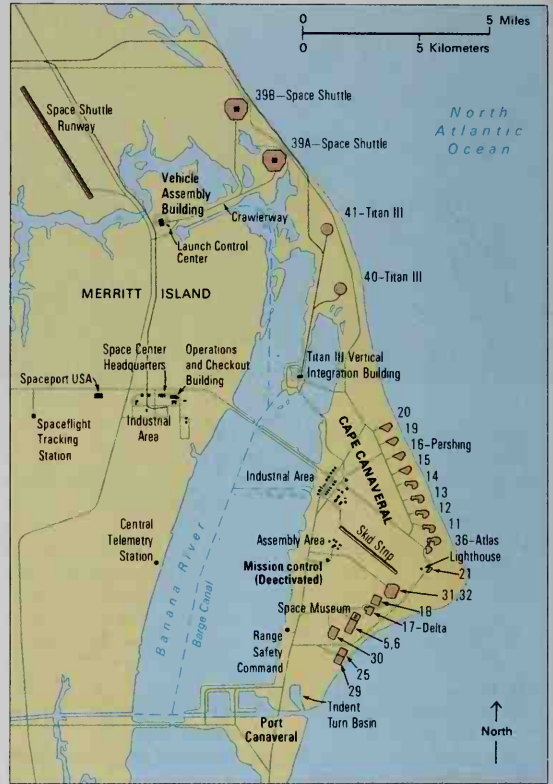 0 5 Miles
0 5 Kilometers
North
Atlantic
Ocean
39B–Space Shuttle
39A–Space Shuttle
Space Shuttle
Runway
Vehicle
Assembly
Building
Crawlerway
Launch Control
Center
41–Titan III
40–Titan III
MERRITT ISLAND
Titan III Vertical
Integration Building
Space Center
Headquarters
Operations
and Checkout
Building
Spaceport USA
Industrial
Area
Spaceflight
Tracking
Station
CAPE CANAVERAL
20
19
16–Pershing
15
14
13
12
11
36–Atlas
Lighthouse
21
Industrial Area
Skid Strip
Assembly Area
Mission control
(Deactivated)
Central
Telemetry
Station
Banana River
Barge Canal
Space Museum
31,32
18
17–Delta
5,6
30
25
29
Range
Safety
Command
Trident
Turn Basin
Port
Canaveral
North